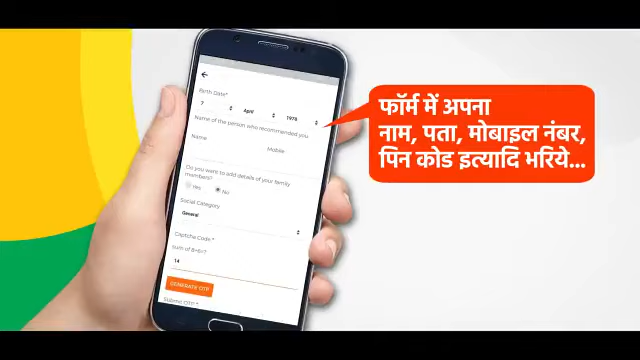 Birth Date*
7 April 1978
Name of the person who recommended you
Name
Mobile
Do you want to add details of your family
members?
Yes No
Social Category
General
Captcha Code *
Sum of 8+6=?
14
GENERATE OTP
Submit OTP *
फॉर्म में अपना
नाम, पता, मोबाइल नंबर,
पिन कोड इत्यादि भरिये...